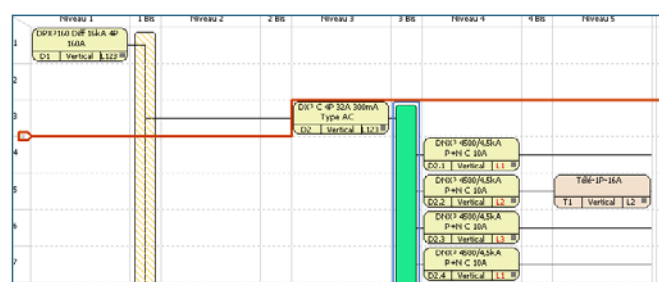 Niveau 1 1 Bis Niveau 2 2 Bis Niveau 3 3 Bis Niveau 4 4 Bis Niveau 5
1
DPX³160 Diff 16kA 4P
160A
D1 Vertical L123
2
3
DX³ C 4P 32A 300mA
Type AC
D2 Vertical L123
4
DNX³ 4500/4,5kA
P+N C 10A
D2.1 Vertical L1
5
DNX³ 4500/4,5kA
P+N C 10A
D2.2 Vertical L2
Télé-1P-16A
T1 Vertical L2
6
DNX³ 4500/4,5kA
P+N C 10A
D2.3 Vertical L3
7
DNX³ 4500/4,5kA
P+N C 10A
D2.4 Vertical L1